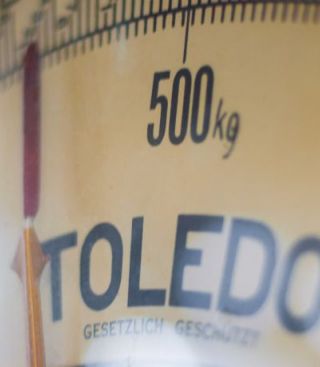 500kg
TOLEDO
GESETZLICH GESCHÜTZT